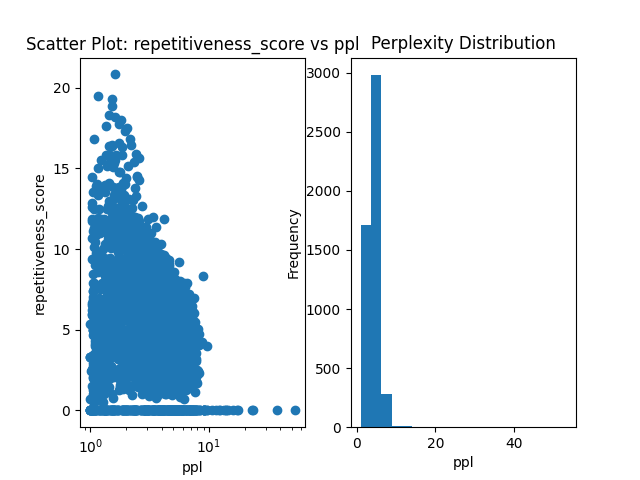 Scatter Plot: repetitiveness_score vs ppl
20
15
10
5
0
repetitiveness_score
10^0
10^1
ppl
Perplexity Distribution
3000
2500
2000
1500
1000
500
0
Frequency
0
20
40
ppl